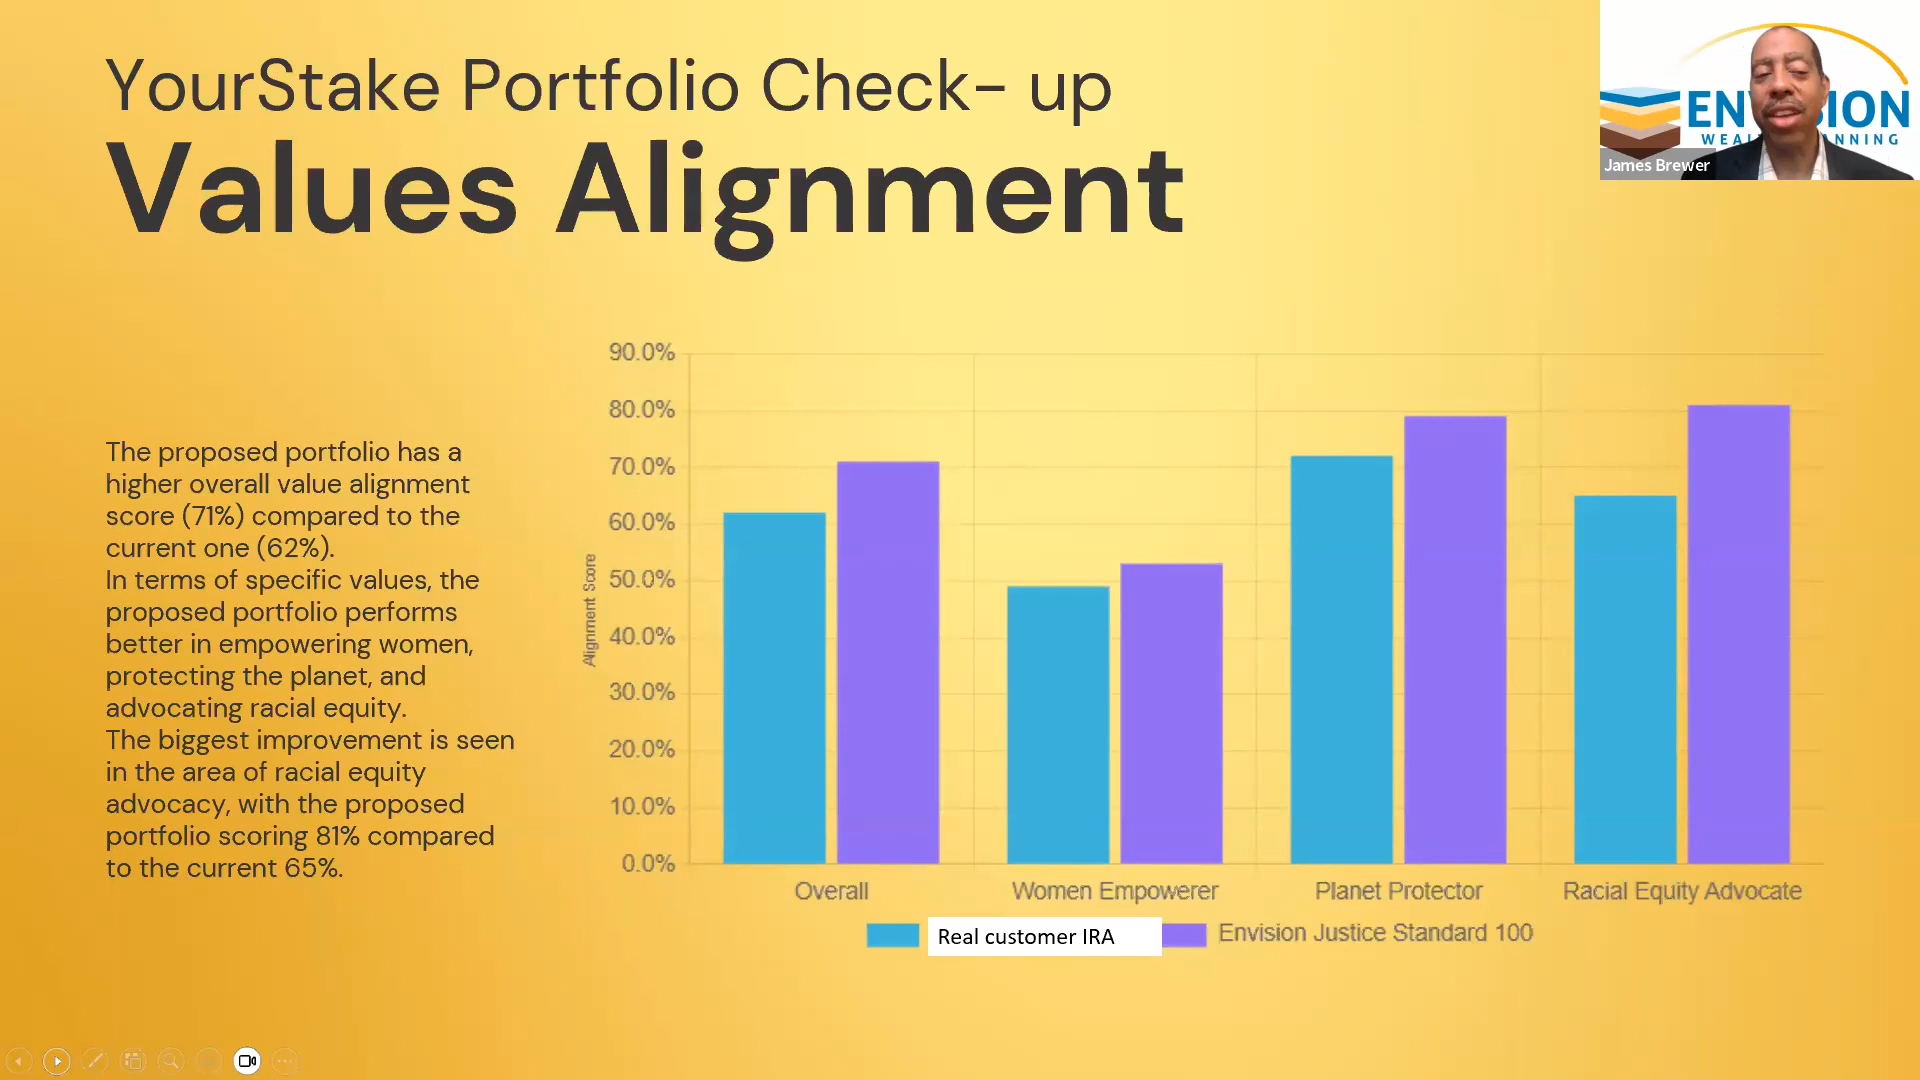 YourStake Portfolio Check- up
Values Alignment
James Brewer
The proposed portfolio has a
higher overall value alignment
score (71%) compared to the
current one (62%).
In terms of specific values, the
proposed portfolio performs
better in empowering women,
protecting the planet, and
advocating racial equity.
The biggest improvement is seen
in the area of racial equity
advocacy, with the proposed
portfolio scoring 81% compared
to the current 65%.
Alignment Score
90.0%
80.0%
70.0%
60.0%
50.0%
40.0%
30.0%
20.0%
10.0%
0.0%
Overall Women Empowerer Planet Protector Racial Equity Advocate
Real customer IRA Envision Justice Standard 100